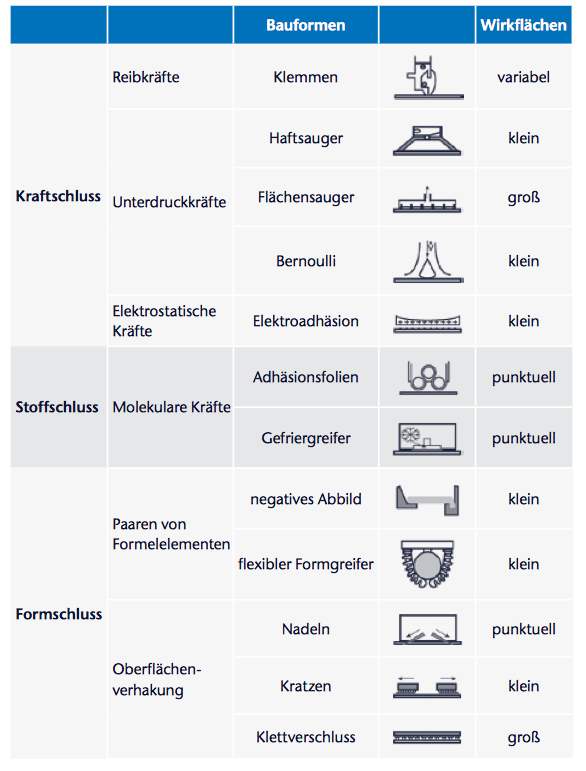 Bauformen Wirkflächen
Reibkräfte Klemmen variabel
Haftsauger klein
Kraftschluss Unterdruckkräfte Flächensauger groß
Bernoulli klein
Elektrostatische
Kräfte Elektroadhäsion klein
Adhäsionsfolien punktuell
Stoffschluss Molekulare Kräfte
Gefriergreifer punktuell
negatives Abbild klein
Paaren von
Formelelementen
flexibler Formgreifer klein
Formschluss
Nadeln punktuell
Oberflächen-
verhakung
Kratzen klein
Klettverschluss groß